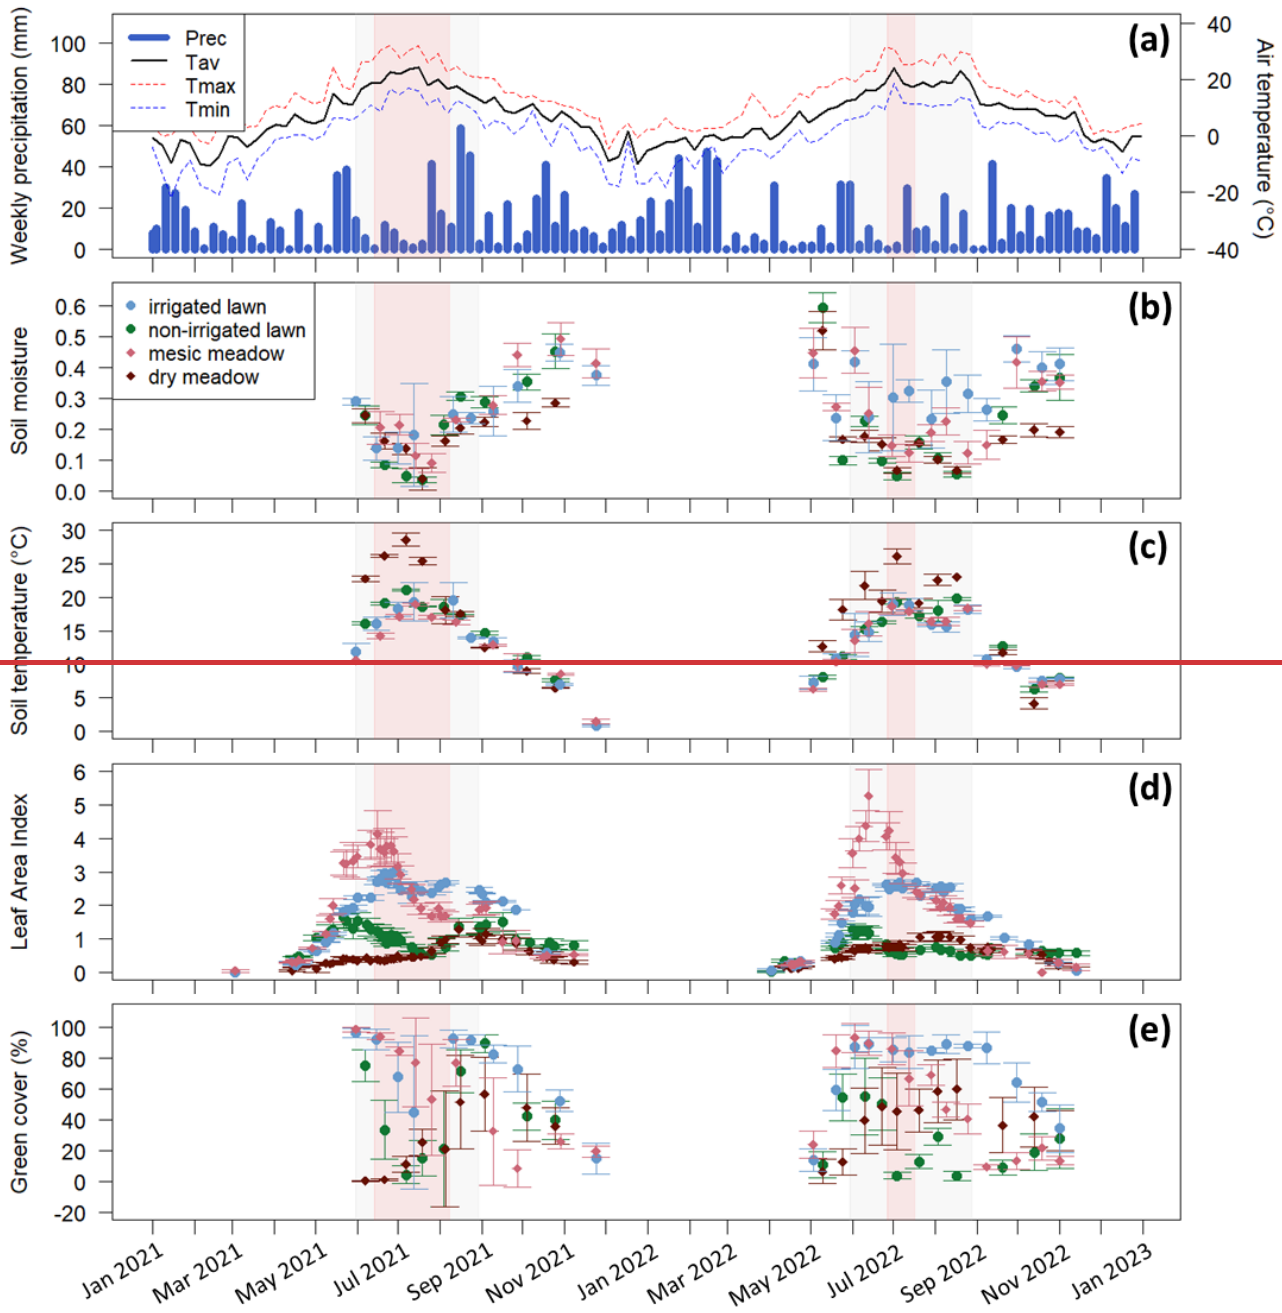 Weekly precipitation (mm)
100
80
60
40
20
0
Prec
Tav
Tmax
Tmin
(a)
40
20
0
-20
-40
Air temperature (°C)
Soil moisture
0.6
0.5
0.4
0.3
0.2
0.1
0.0
irrigated lawn
non-irrigated lawn
mesic meadow
dry meadow
(b)
Soil temperature (°C)
30
25
20
15
10
5
0
(c)
Leaf Area Index
6
5
4
3
2
1
0
(d)
Green cover (%)
100
80
60
40
20
0
-20
(e)
Jan 2021
Mar 2021
May 2021
Jul 2021
Sep 2021
Nov 2021
Jan 2022
Mar 2022
May 2022
Jul 2022
Sep 2022
Nov 2022
Jan 2023